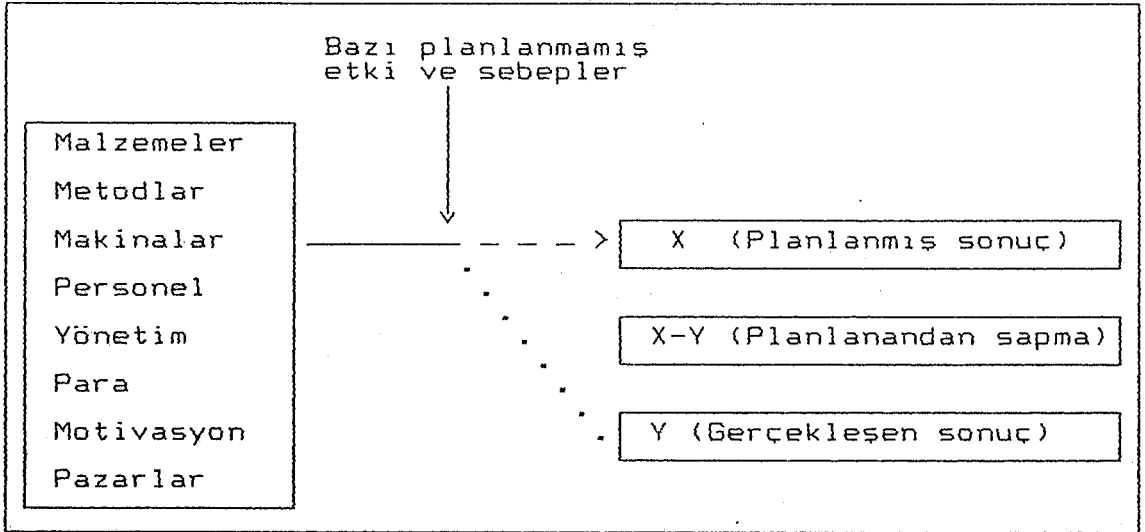 Bazı planlanmamış
etki ve sebepler
Malzemeler
Metodlar
Makinalar
Personel
Yönetim
Para
Motivasyon
Pazarlar
X (Planlanmış sonuç)
X-Y (Planlanandan sapma)
Y (Gerçekleşen sonuç)